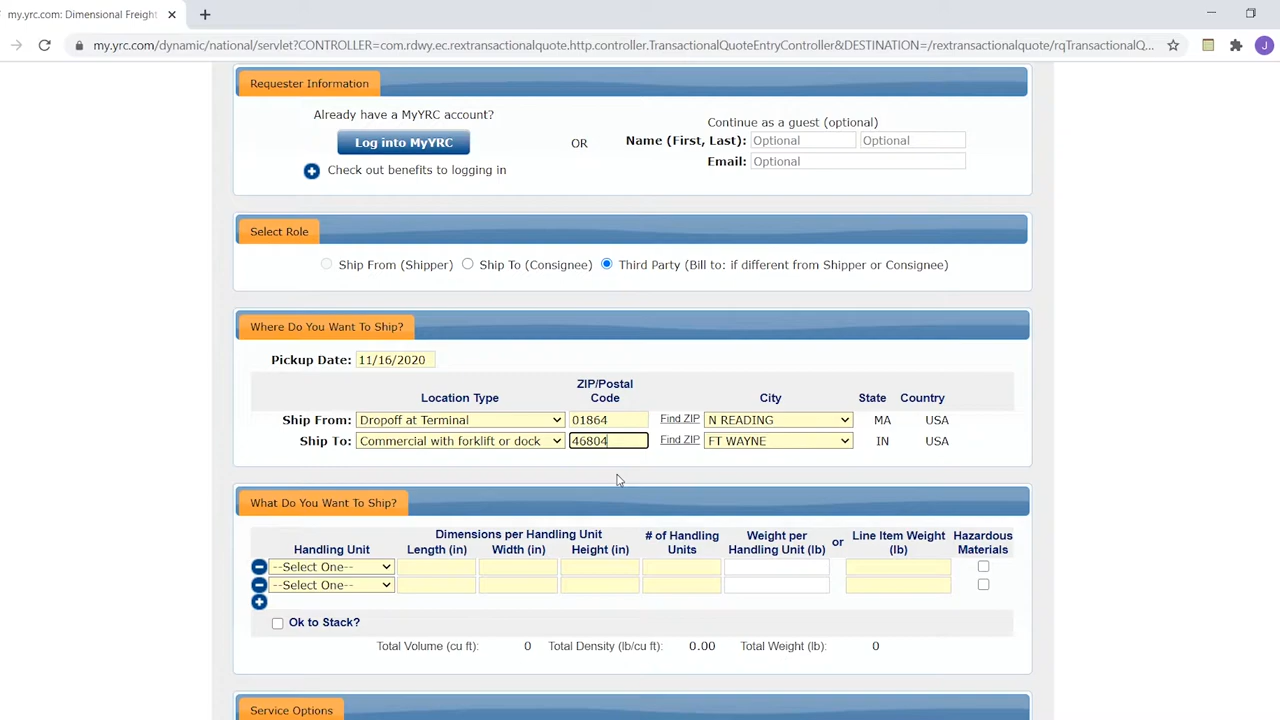 my.yrc.com: Dimensional Freight
my.yrc.com/dynamic/national/servlet?CONTROLLER=com.rdwy.ec.rextransactionalquote.http.controller.TransactionalQuoteEntryController&DESTINATION=/rextransactionalquote/rqTransactionalQ... J
Requester Information
Already have a MyYRC account?
Log into MyYRC
Check out benefits to logging in
OR
Continue as a guest (optional)
Name (First, Last): Optional Optional
Email: Optional
Select Role
Ship From (Shipper) Ship To (Consignee) Third Party (Bill to: if different from Shipper or Consignee)
Where Do You Want To Ship?
Pickup Date: 11/16/2020
Location Type ZIP/Postal Code City State Country
Ship From: Dropoff at Terminal 01864 Find ZIP N READING MA USA
Ship To: Commercial with forklift or dock 46804 Find ZIP FT WAYNE IN USA
What Do You Want To Ship?
Dimensions per Handling Unit
Handling Unit Length (in) Width (in) Height (in) # of Handling Units Weight per Handling Unit (lb) or Line Item Weight (lb) Hazardous Materials
--Select One--
--Select One--
Ok to Stack?
Total Volume (cu ft): 0 Total Density (lb/cu ft): 0.00 Total Weight (lb): 0
Service Options